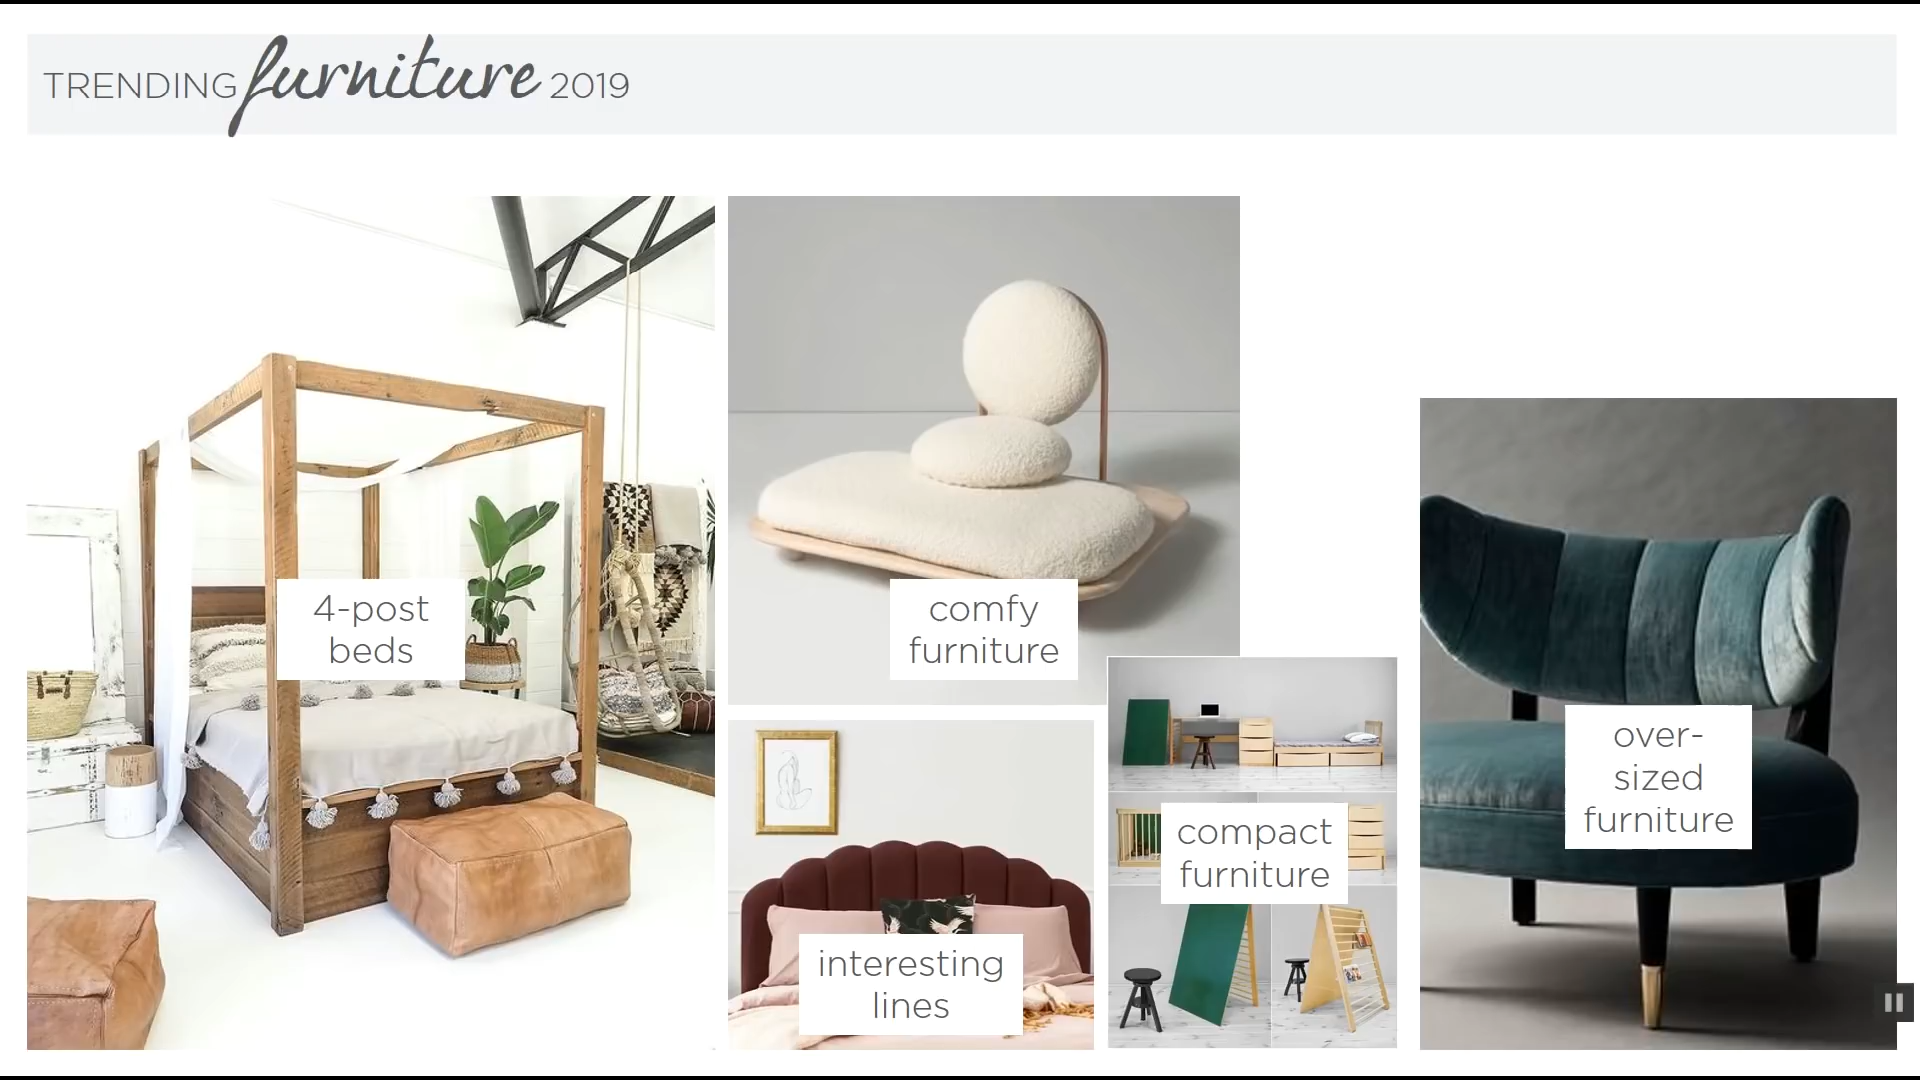 TRENDING furniture 2019
4-post
beds
comfy
furniture
interesting
lines
compact
furniture
over-
sized
furniture